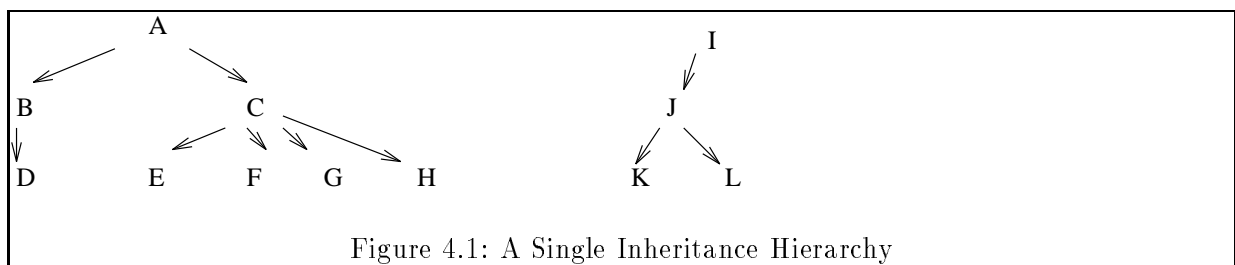 A
I
B C J
D E F G H K L
Figure 4.1: A Single Inheritance Hierarchy